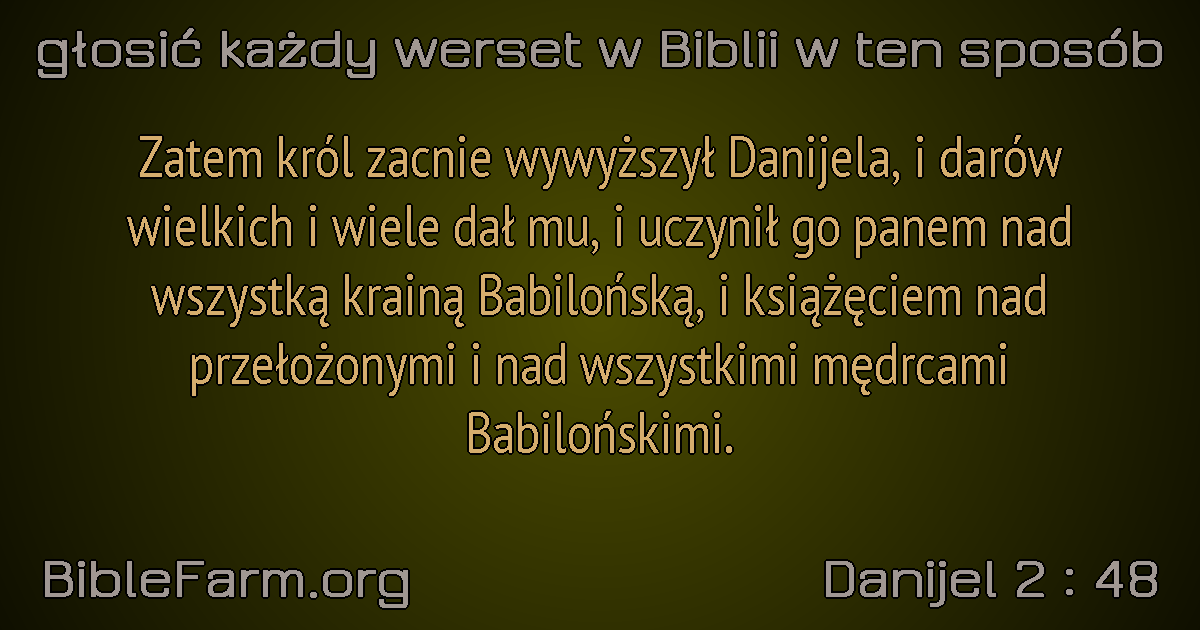 głosić każdy werset w Biblii w ten sposób
Zatem król zacnie wywyższył Danijela, i darów
wielkich i wiele dał mu, i uczynił go panem nad
wszystką krainą Babilońską, i książęciem nad
przełożonymi i nad wszystkimi mędrcami
Babilońskimi.
BibleFarm.org
Danijel 2 : 48